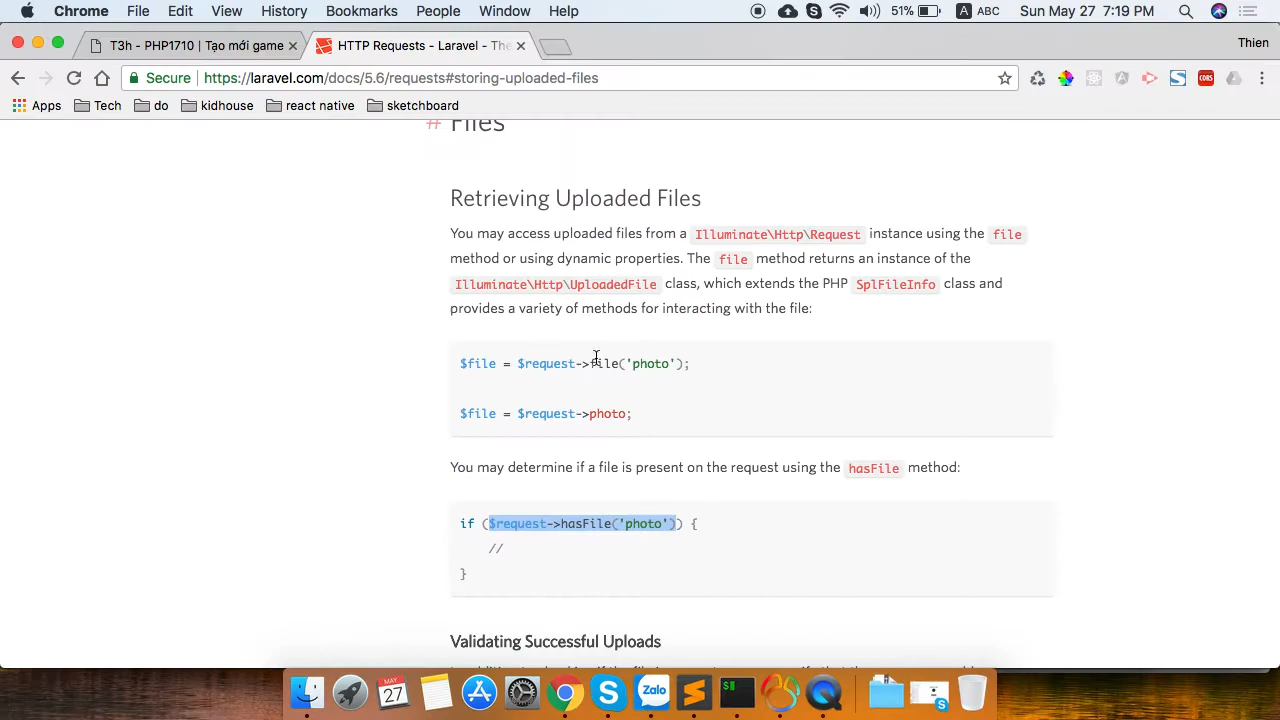 Chrome File Edit View History Bookmarks People Window Help 51% A ABC Sun May 27 7:19 PM
T3h - PHP1710 | Tạo mới game HTTP Requests - Laravel - The Thien
Secure https://laravel.com/docs/5.6/requests#storing-uploaded-files
Apps Tech do kidhouse react native sketchboard
# Files
Retrieving Uploaded Files
You may access uploaded files from a Illuminate\Http\Request instance using the file
method or using dynamic properties. The file method returns an instance of the
Illuminate\Http\UploadedFile class, which extends the PHP SplFileInfo class and
provides a variety of methods for interacting with the file:
$file = $request->file('photo');
$file = $request->photo;
You may determine if a file is present on the request using the hasFile method:
if ($request->hasFile('photo')) {
//
}
Validating Successful Uploads
MAY
27
Zalo